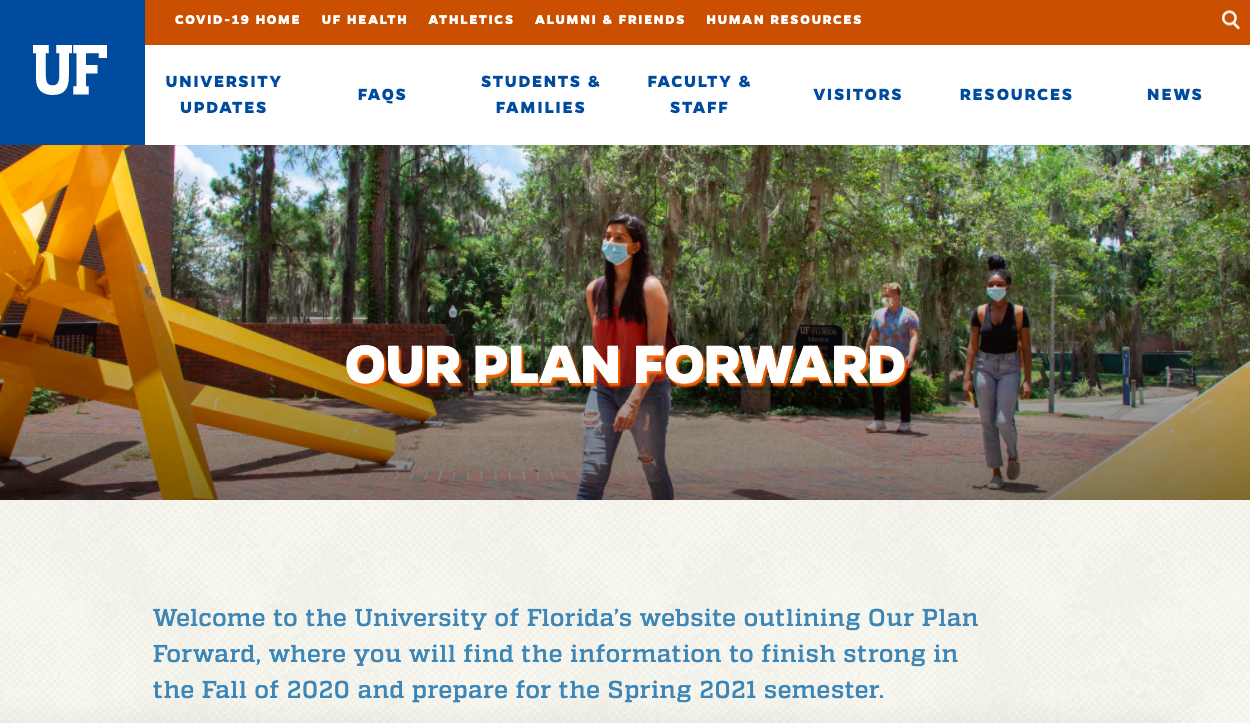 COVID-19 HOME UF HEALTH ATHLETICS ALUMNI & FRIENDS HUMAN RESOURCES
UF
UNIVERSITY
UPDATES
FAQS
STUDENTS &
FAMILIES
FACULTY &
STAFF
VISITORS
RESOURCES
NEWS
OUR PLAN FORWARD
Welcome to the University of Florida’s website outlining Our Plan
Forward, where you will find the information to finish strong in
the Fall of 2020 and prepare for the Spring 2021 semester.